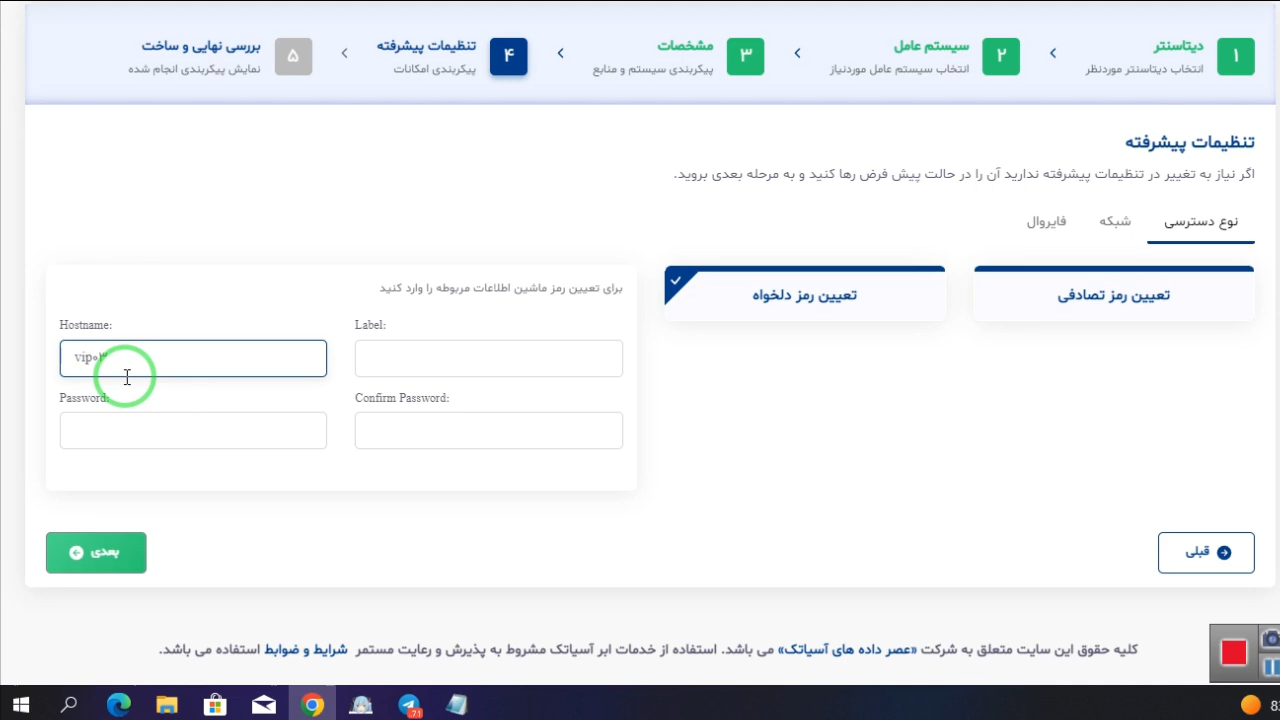 ۱ دیتاسنتر
انتخاب دیتاسنتر موردنظر
۲ سیستم عامل
انتخاب سیستم عامل موردنیاز
۳ مشخصات
پیکربندی سیستم و منابع
۴ تنظیمات پیشرفته
پیکربندی امکانات
۵ بررسی نهایی و ساخت
نمایش پیکربندی انجام شده
تنظیمات پیشرفته
اگر نیاز به تغییر در تنظیمات پیشرفته ندارید آن را در حالت پیش فرض رها کنید و به مرحله بعدی بروید.
نوع دسترسی شبکه فایروال
تعیین رمز تصادفی
تعیین رمز دلخواه
برای تعیین رمز ماشین اطلاعات مربوطه را وارد کنید
Hostname: Label:
vip۰۳
Password: Confirm Password:
قبلی
بعدی
کلیه حقوق این سایت متعلق به شرکت «عصر داده های آسیاتک» می باشد. استفاده از خدمات ابر آسیاتک مشروط به پذیرش و رعایت مستمر شرایط و ضوابط استفاده می باشد.
71